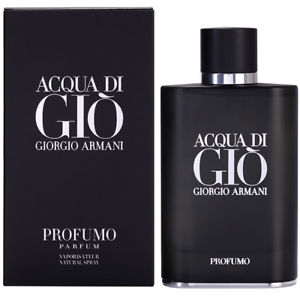 ACQUA DI
GIÒ
GIORGIO ARMANI
PROFUMO
PARFUM
VAPORISATEUR
NATURAL SPRAY
ACQUA DI
GIÒ
GIORGIO ARMANI
PROFUMO